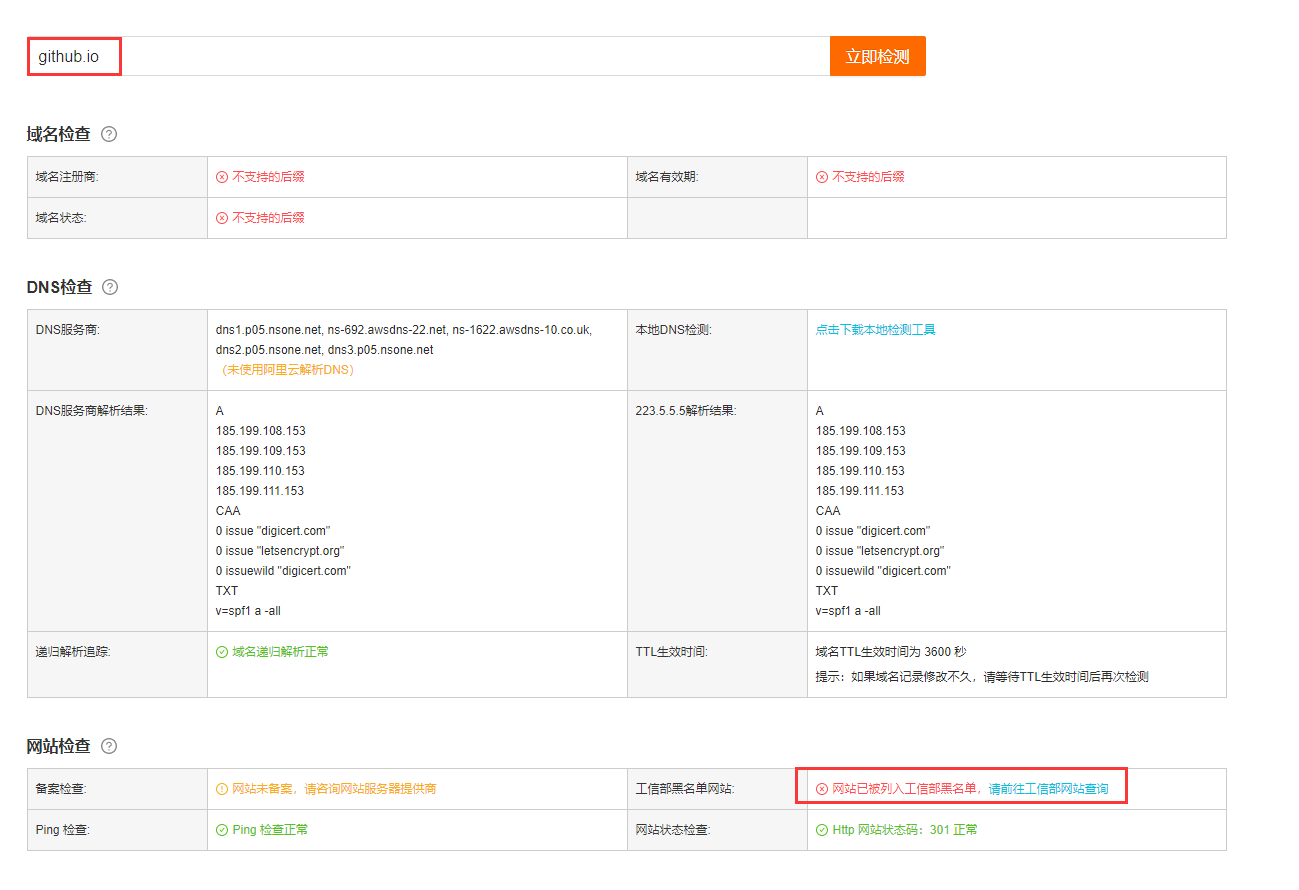 github.io
立即检测
域名检查 ?
域名注册商:
不支持的后缀
域名有效期:
不支持的后缀
域名状态:
不支持的后缀
DNS检查 ?
DNS服务商:
dns1.p05.nsone.net, ns-692.awsdns-22.net, ns-1622.awsdns-10.co.uk,
dns2.p05.nsone.net, dns3.p05.nsone.net
（未使用阿里云解析DNS）
本地DNS检测:
点击下载本地检测工具
DNS服务商解析结果:
A
185.199.108.153
185.199.109.153
185.199.110.153
185.199.111.153
CAA
0 issue "digicert.com"
0 issue "letsencrypt.org"
0 issuewild "digicert.com"
TXT
v=spf1 a -all
223.5.5.5解析结果:
A
185.199.108.153
185.199.109.153
185.199.110.153
185.199.111.153
CAA
0 issue "digicert.com"
0 issue "letsencrypt.org"
0 issuewild "digicert.com"
TXT
v=spf1 a -all
递归解析追踪:
域名递归解析正常
TTL生效时间:
域名TTL生效时间为 3600 秒
提示：如果域名记录修改不久，请等待TTL生效时间后再次检测
网站检查 ?
备案检查:
网站未备案，请咨询网站服务器提供商
工信部黑名单网站:
网站已被列入工信部黑名单，请前往工信部网站查询
Ping 检查:
Ping 检查正常
网站状态检查:
Http 网站状态码：301 正常